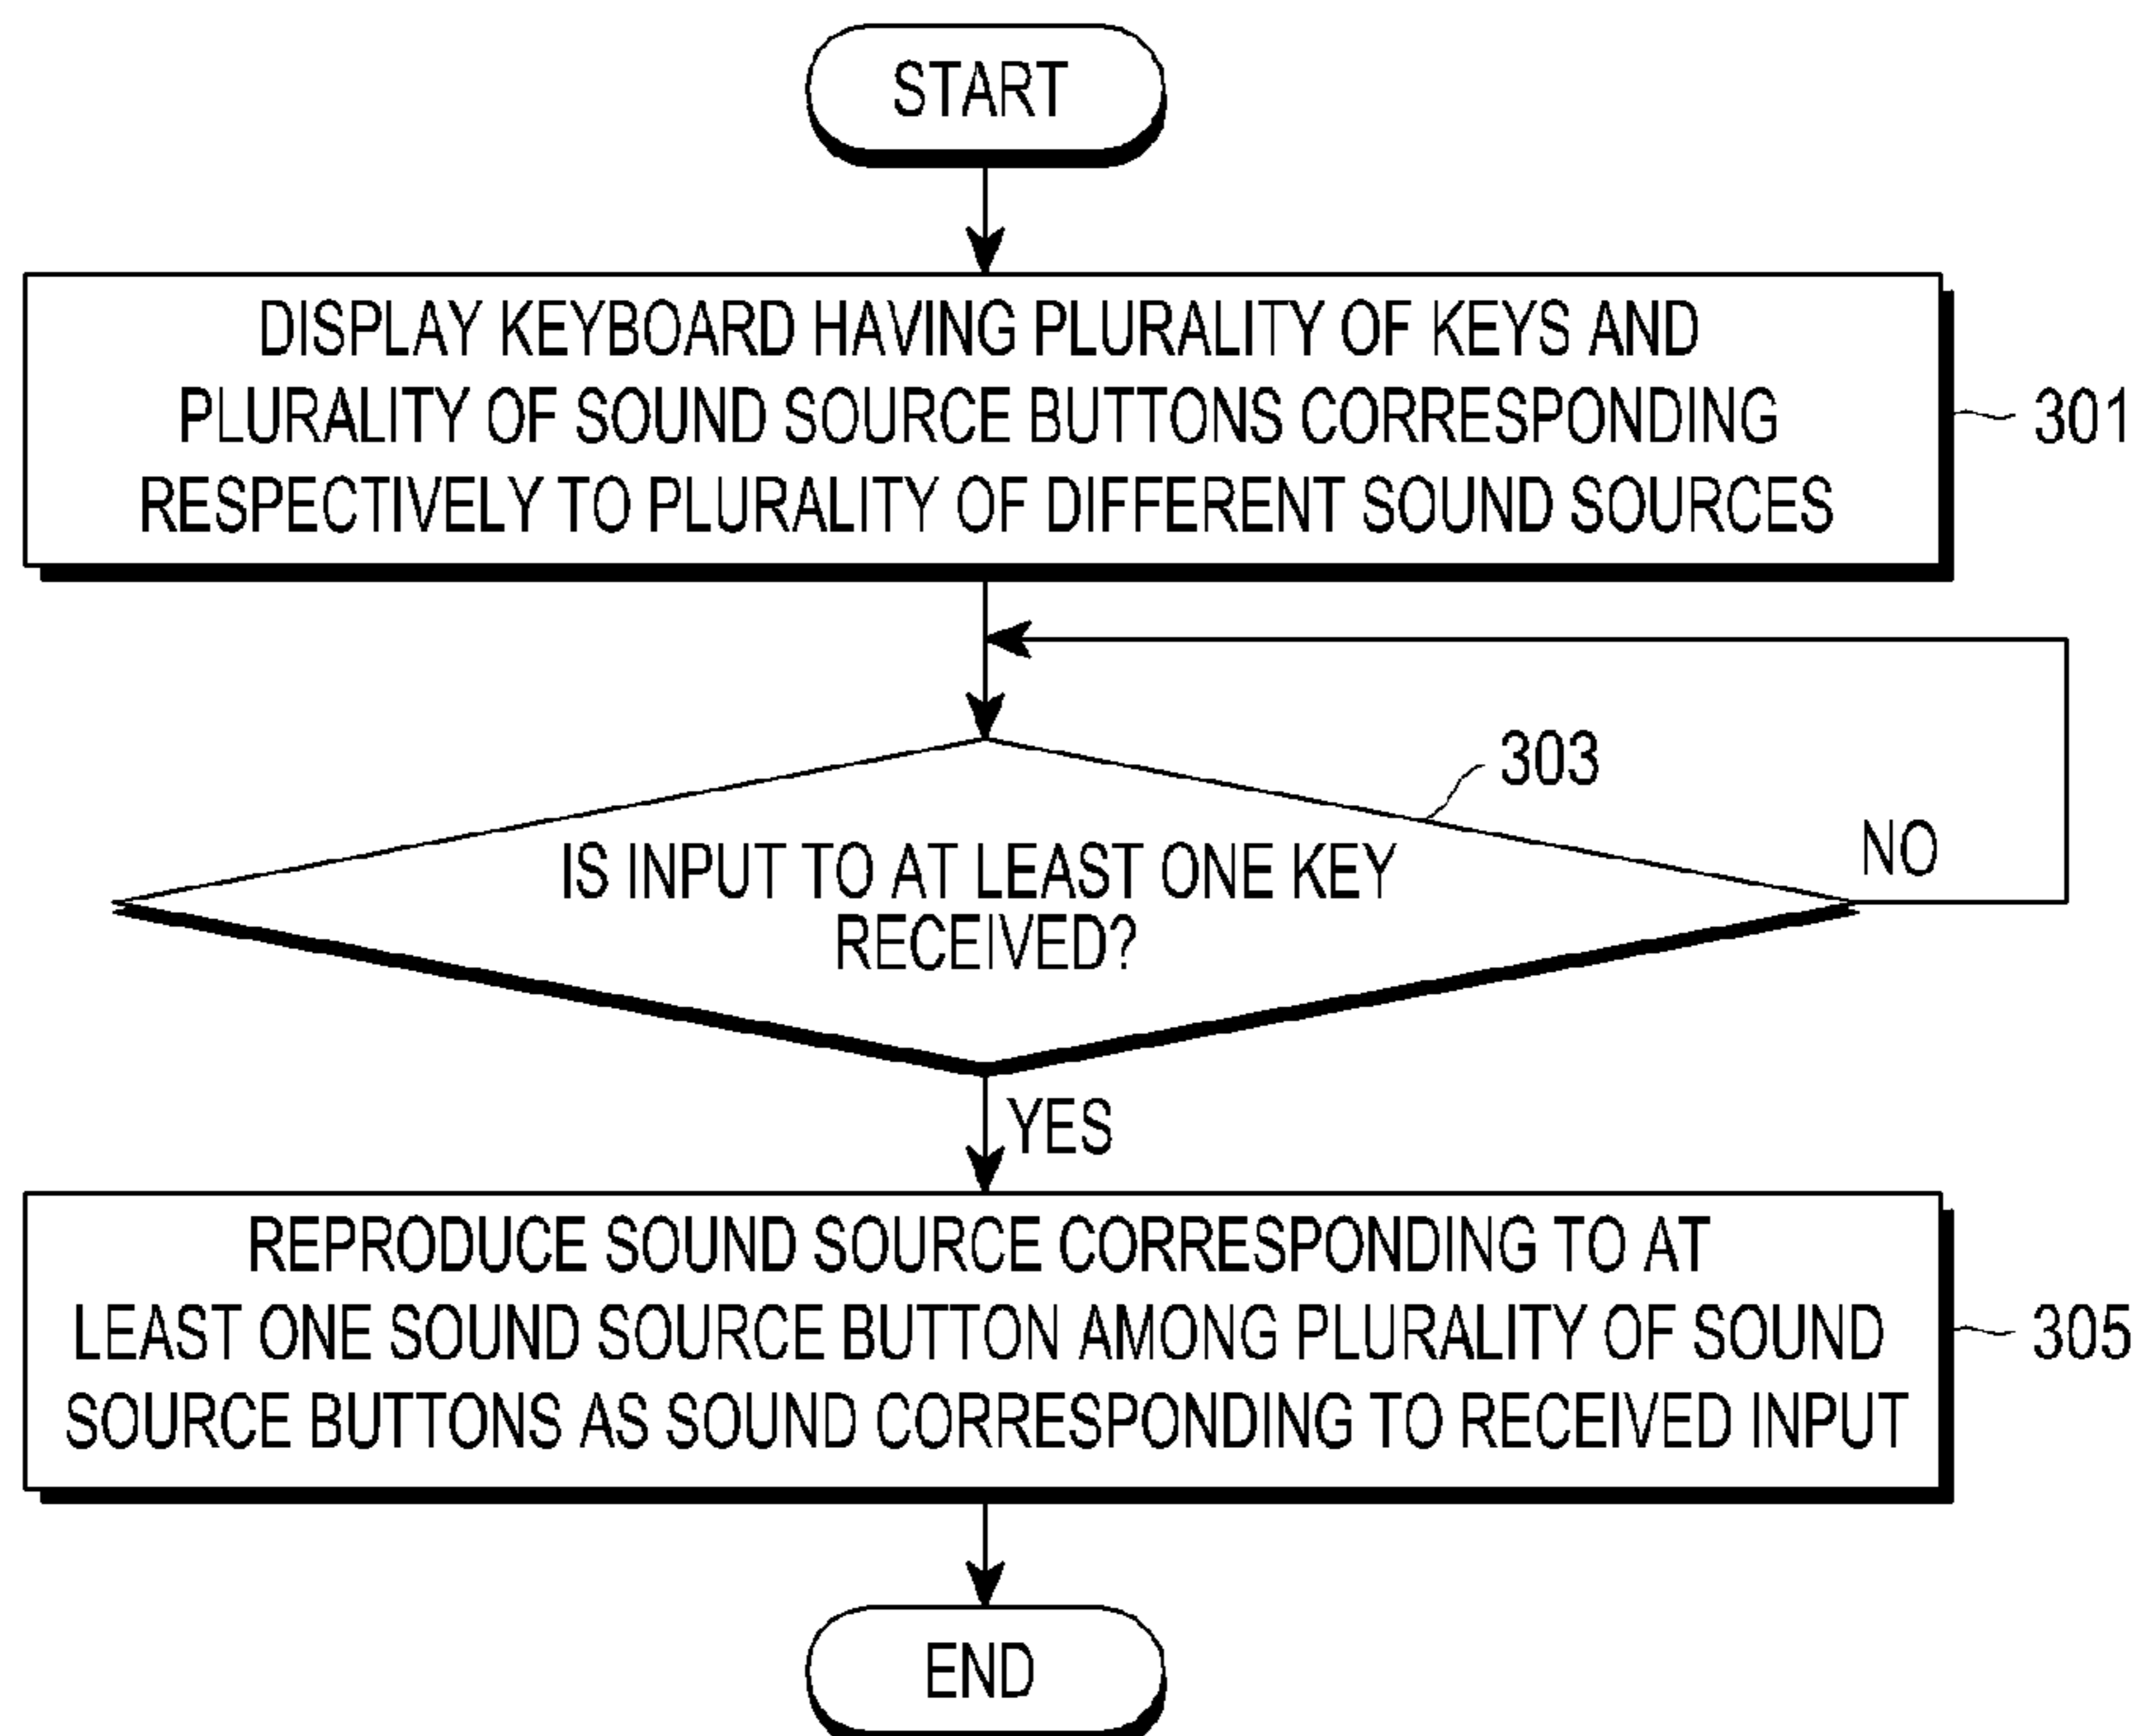 START
DISPLAY KEYBOARD HAVING PLURALITY OF KEYS AND
PLURALITY OF SOUND SOURCE BUTTONS CORRESPONDING
RESPECTIVELY TO PLURALITY OF DIFFERENT SOUND SOURCES
301
303
NO
IS INPUT TO AT LEAST ONE KEY
RECEIVED?
YES
REPRODUCE SOUND SOURCE CORRESPONDING TO AT
LEAST ONE SOUND SOURCE BUTTON AMONG PLURALITY OF SOUND
SOURCE BUTTONS AS SOUND CORRESPONDING TO RECEIVED INPUT
305
END